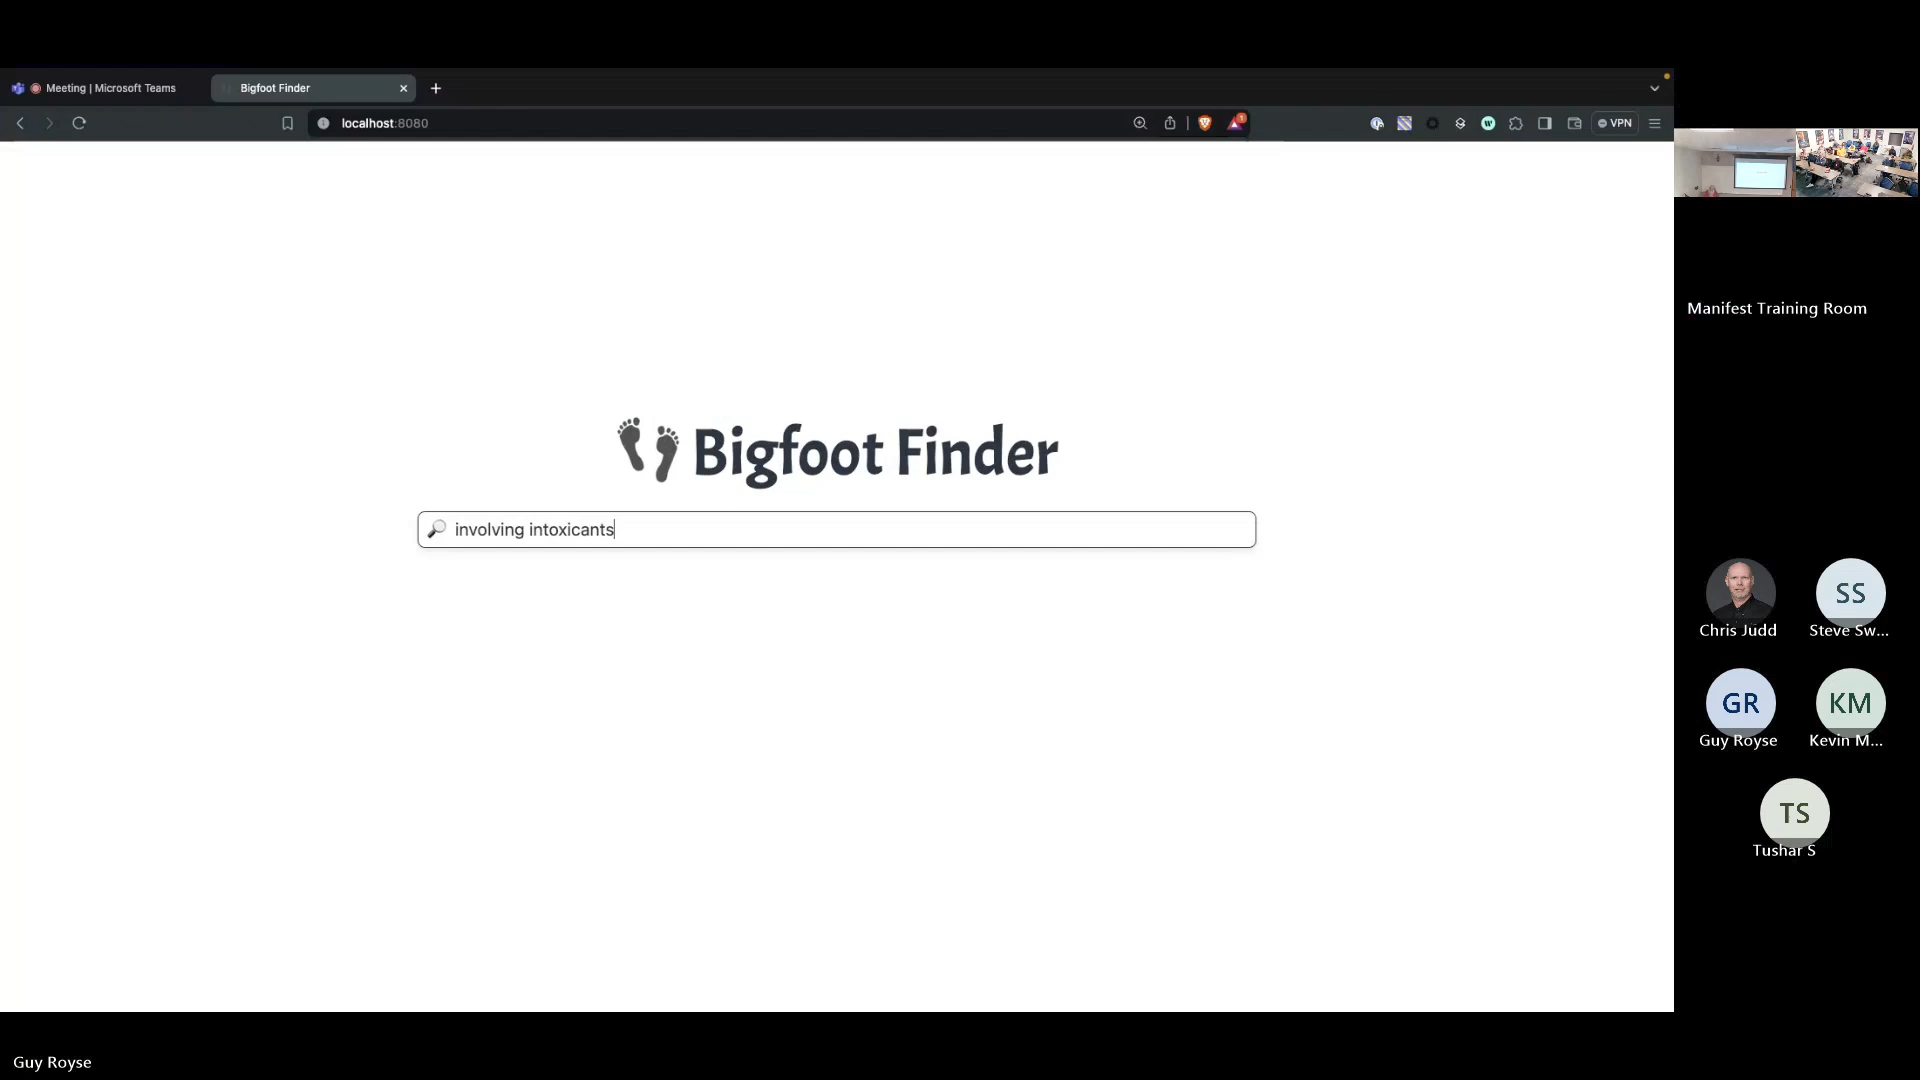 Meeting | Microsoft Teams
Bigfoot Finder
localhost:8080
VPN
Bigfoot Finder
involving intoxicants
Manifest Training Room
Chris Judd
SS
Steve Sw...
GR
Guy Royse
KM
Kevin M...
TS
Tushar S
Guy Royse